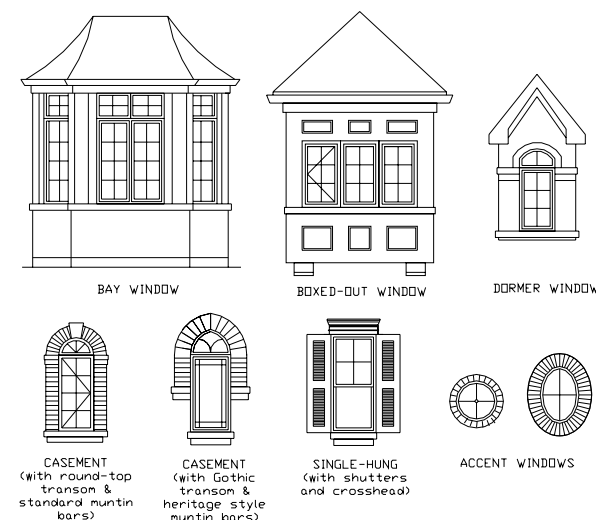 BAY WINDOW
BOXED-OUT WINDOW
DORMER WINDOW
CASEMENT
(with round-top
transom &
standard muntin
bars)
CASEMENT
(with Gothic
transom &
heritage style
muntin bars)
SINGLE-HUNG
(with shutters
and crosshead)
ACCENT WINDOWS